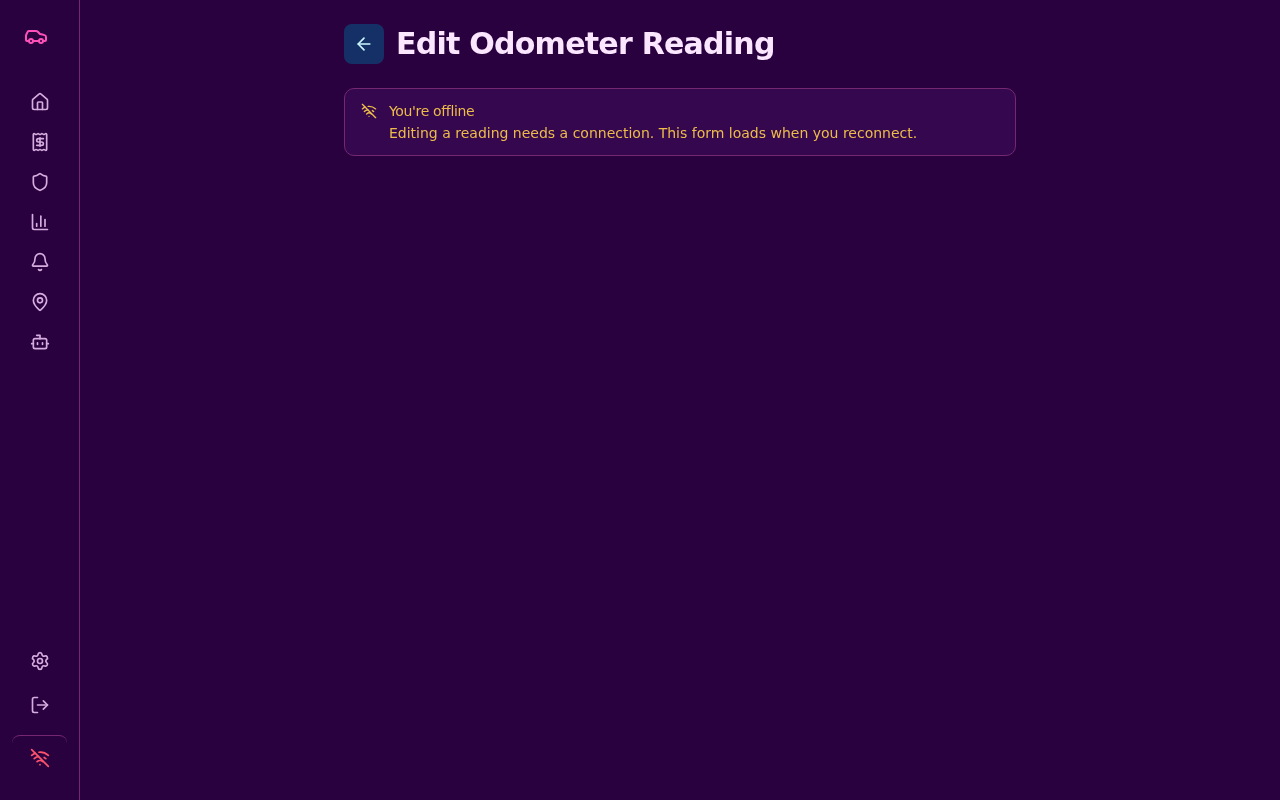 Edit Odometer Reading
You're offline
Editing a reading needs a connection. This form loads when you reconnect.